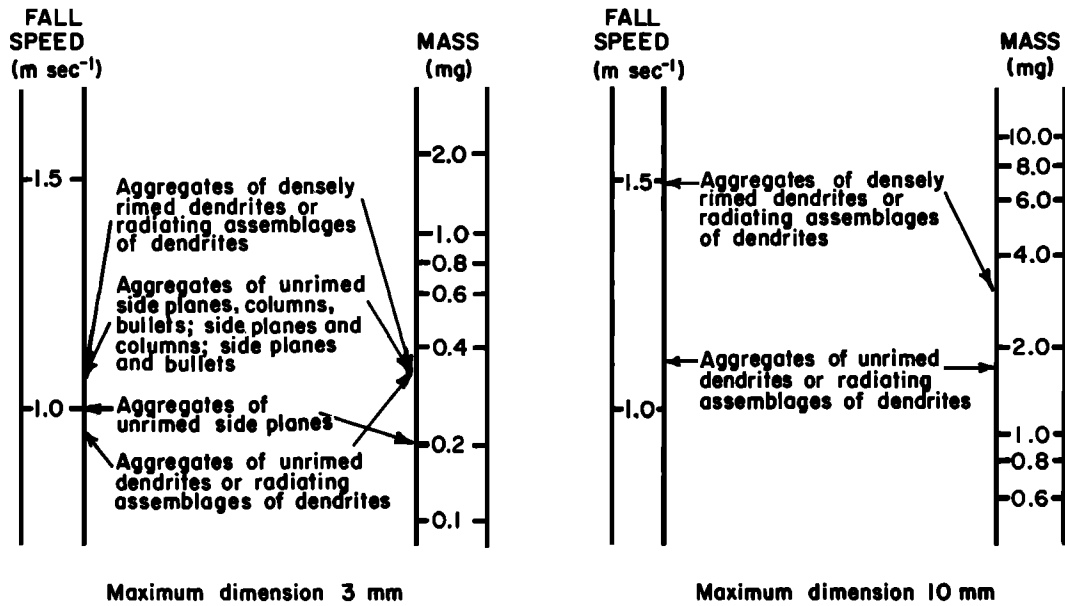 FALL
SPEED
(m sec⁻¹)
MASS
(mg)
1.5
1.0
2.0
1.0
0.8
0.6
0.4
0.2
0.1
Aggregates of densely
rimed dendrites or
radiating assemblages
of dendrites
Aggregates of unrimed
side planes, columns,
bullets; side planes and
columns; side planes
and bullets
Aggregates of
unrimed side planes
Aggregates of unrimed
dendrites or radiating
assemblages of dendrites
Maximum dimension 3 mm
FALL
SPEED
(m sec⁻¹)
MASS
(mg)
1.5
1.0
10.0
8.0
6.0
4.0
2.0
1.0
0.8
0.6
Aggregates of densely
rimed dendrites or
radiating assemblages
of dendrites
Aggregates of unrimed
dendrites or radiating
assemblages of dendrites
Maximum dimension 10 mm